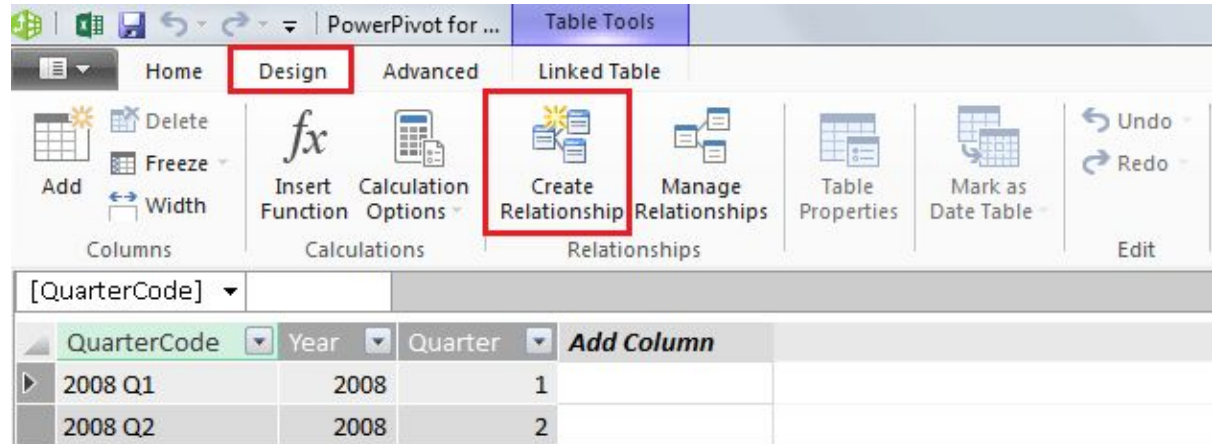 PowerPivot for ...
Table Tools
Home
Design
Advanced
Linked Table
Add
Delete
Freeze
Width
Columns
fx
Insert
Function
Calculation
Options
Calculations
Create
Relationship
Manage
Relationships
Relationships
Table
Properties
Mark as
Date Table
Undo
Redo
Edit
[QuarterCode]
QuarterCode Year Quarter Add Column
2008 Q1 2008 1
2008 Q2 2008 2